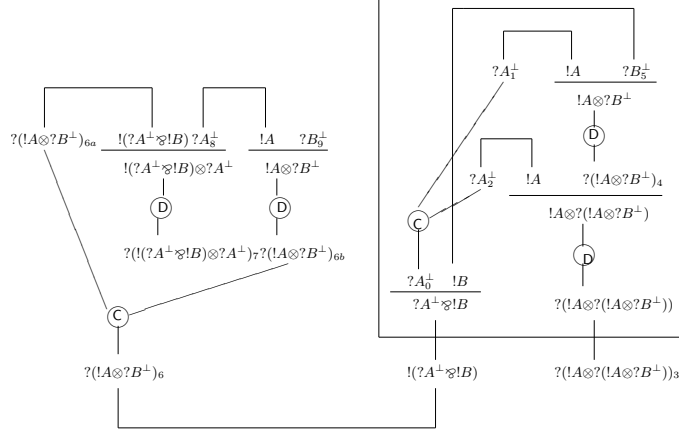 ?A₁^⊥ !A ?B₅^⊥
!A⊗?B^⊥
?(!A⊗?B^⊥)₆ₐ !(?A^⊥⅋!B) ?A₈^⊥ !A ?B₉^⊥
D
!(?A^⊥⅋!B)⊗?A^⊥ !A⊗?B^⊥
?A₂^⊥ !A ?(!A⊗?B^⊥)₄
D D
C !A⊗?(!A⊗?B^⊥)
?(!(?A^⊥⅋!B)⊗?A^⊥)₇?(!A⊗?B^⊥)₆b
D
?A₀^⊥ !B
?A^⊥⅋!B ?(!A⊗?(!A⊗?B^⊥))
C
?(!A⊗?B^⊥)₆ !(?A^⊥⅋!B) ?(!A⊗?(!A⊗?B^⊥))₃